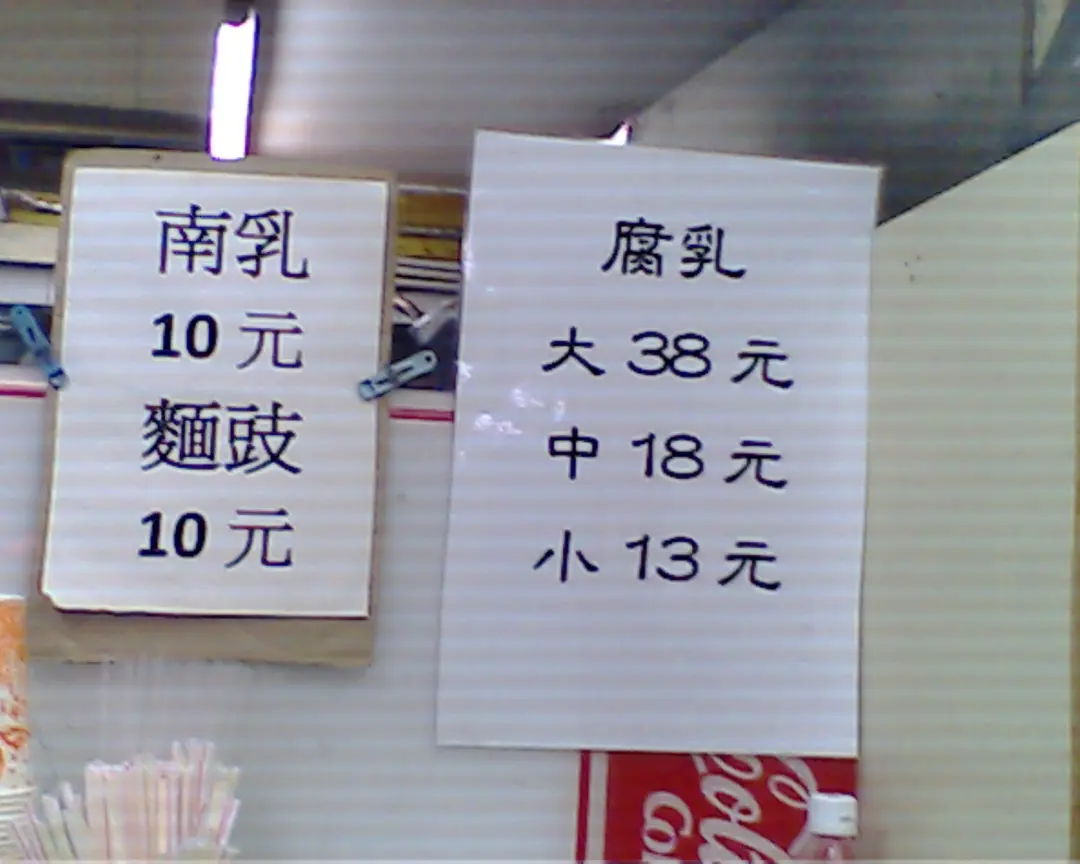 南乳
10 元
麵豉
10 元
腐乳
大 38 元
中 18 元
小 13 元